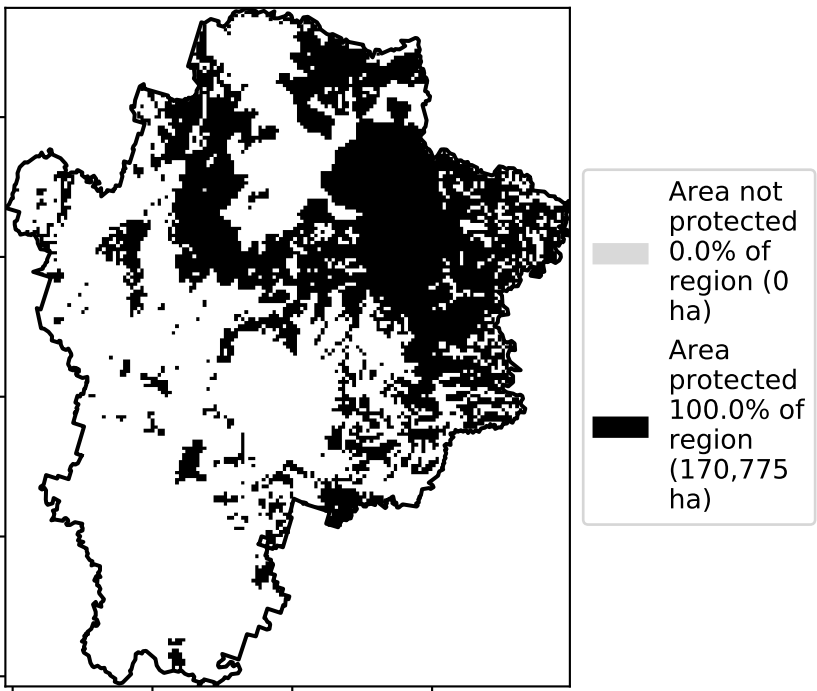 Area not
protected
0.0% of
region (0
ha)
Area
protected
100.0% of
region
(170,775
ha)